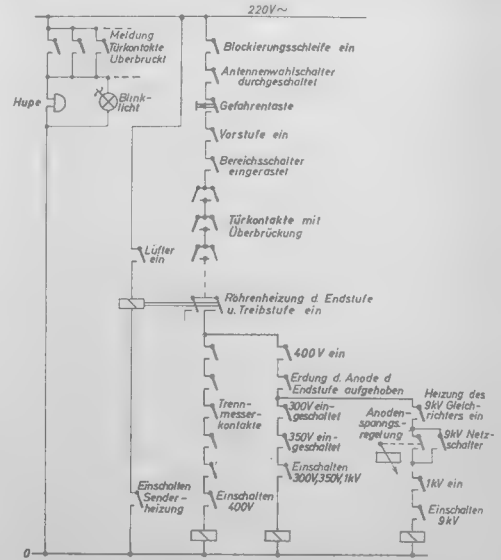 220V~
Meldung
Türkontakte
Überbrückt
Hupe
Blink-
licht
Blockierungsschleife ein
Antennenwahlschalter
durchgeschaltet
Gefahrentaste
Vorstufe ein
Bereichsschalter
eingerastet
Türkontakte mit
Überbrückung
Lüfter
ein
Röhrenheizung d. Endstufe
u. Treibstufe ein
400V ein
Erdung d. Anode d
Endstufe aufgehoben
Trenn-
messer-
kontakte
300V ein-
geschaltet
350V ein-
geschaltet
Einschalten
300V,350V,1kV
Anoden-
spanngs.-
regelung
Heizung des
9kV Gleich-
richters ein
9kV Netz-
schalter
1kV ein
Einschalten
9kV
Einschalten
Sender-
heizung
Einschalten
400V
0